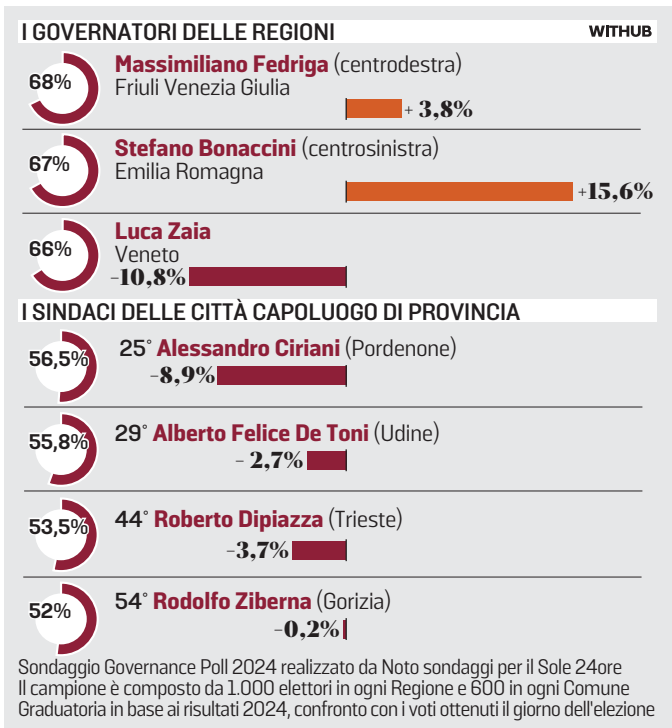 I GOVERNATORI DELLE REGIONI
WITHUB
68%
Massimiliano Fedriga (centrodestra)
Friuli Venezia Giulia
+ 3,8%
67%
Stefano Bonaccini (centrosinistra)
Emilia Romagna
+15,6%
66%
Luca Zaia
Veneto
-10,8%
I SINDACI DELLE CITTÀ CAPOLUOGO DI PROVINCIA
56,5%
25° Alessandro Ciriani (Pordenone)
-8,9%
55,8%
29° Alberto Felice De Toni (Udine)
- 2,7%
53,5%
44° Roberto Dipiazza (Trieste)
-3,7%
52%
54° Rodolfo Ziberna (Gorizia)
-0,2%
Sondaggio Governance Poll 2024 realizzato da Noto sondaggi per il Sole 24ore
Il campione è composto da 1.000 elettori in ogni Regione e 600 in ogni Comune
Graduatoria in base ai risultati 2024, confronto con i voti ottenuti il giorno dell'elezione